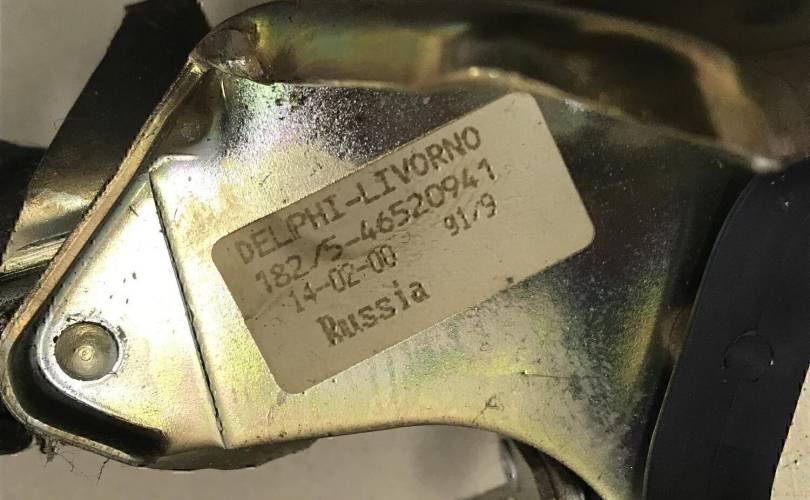 DELPHI-LIVORNO
182/5-46520941
14-02-00 91/9
Russia